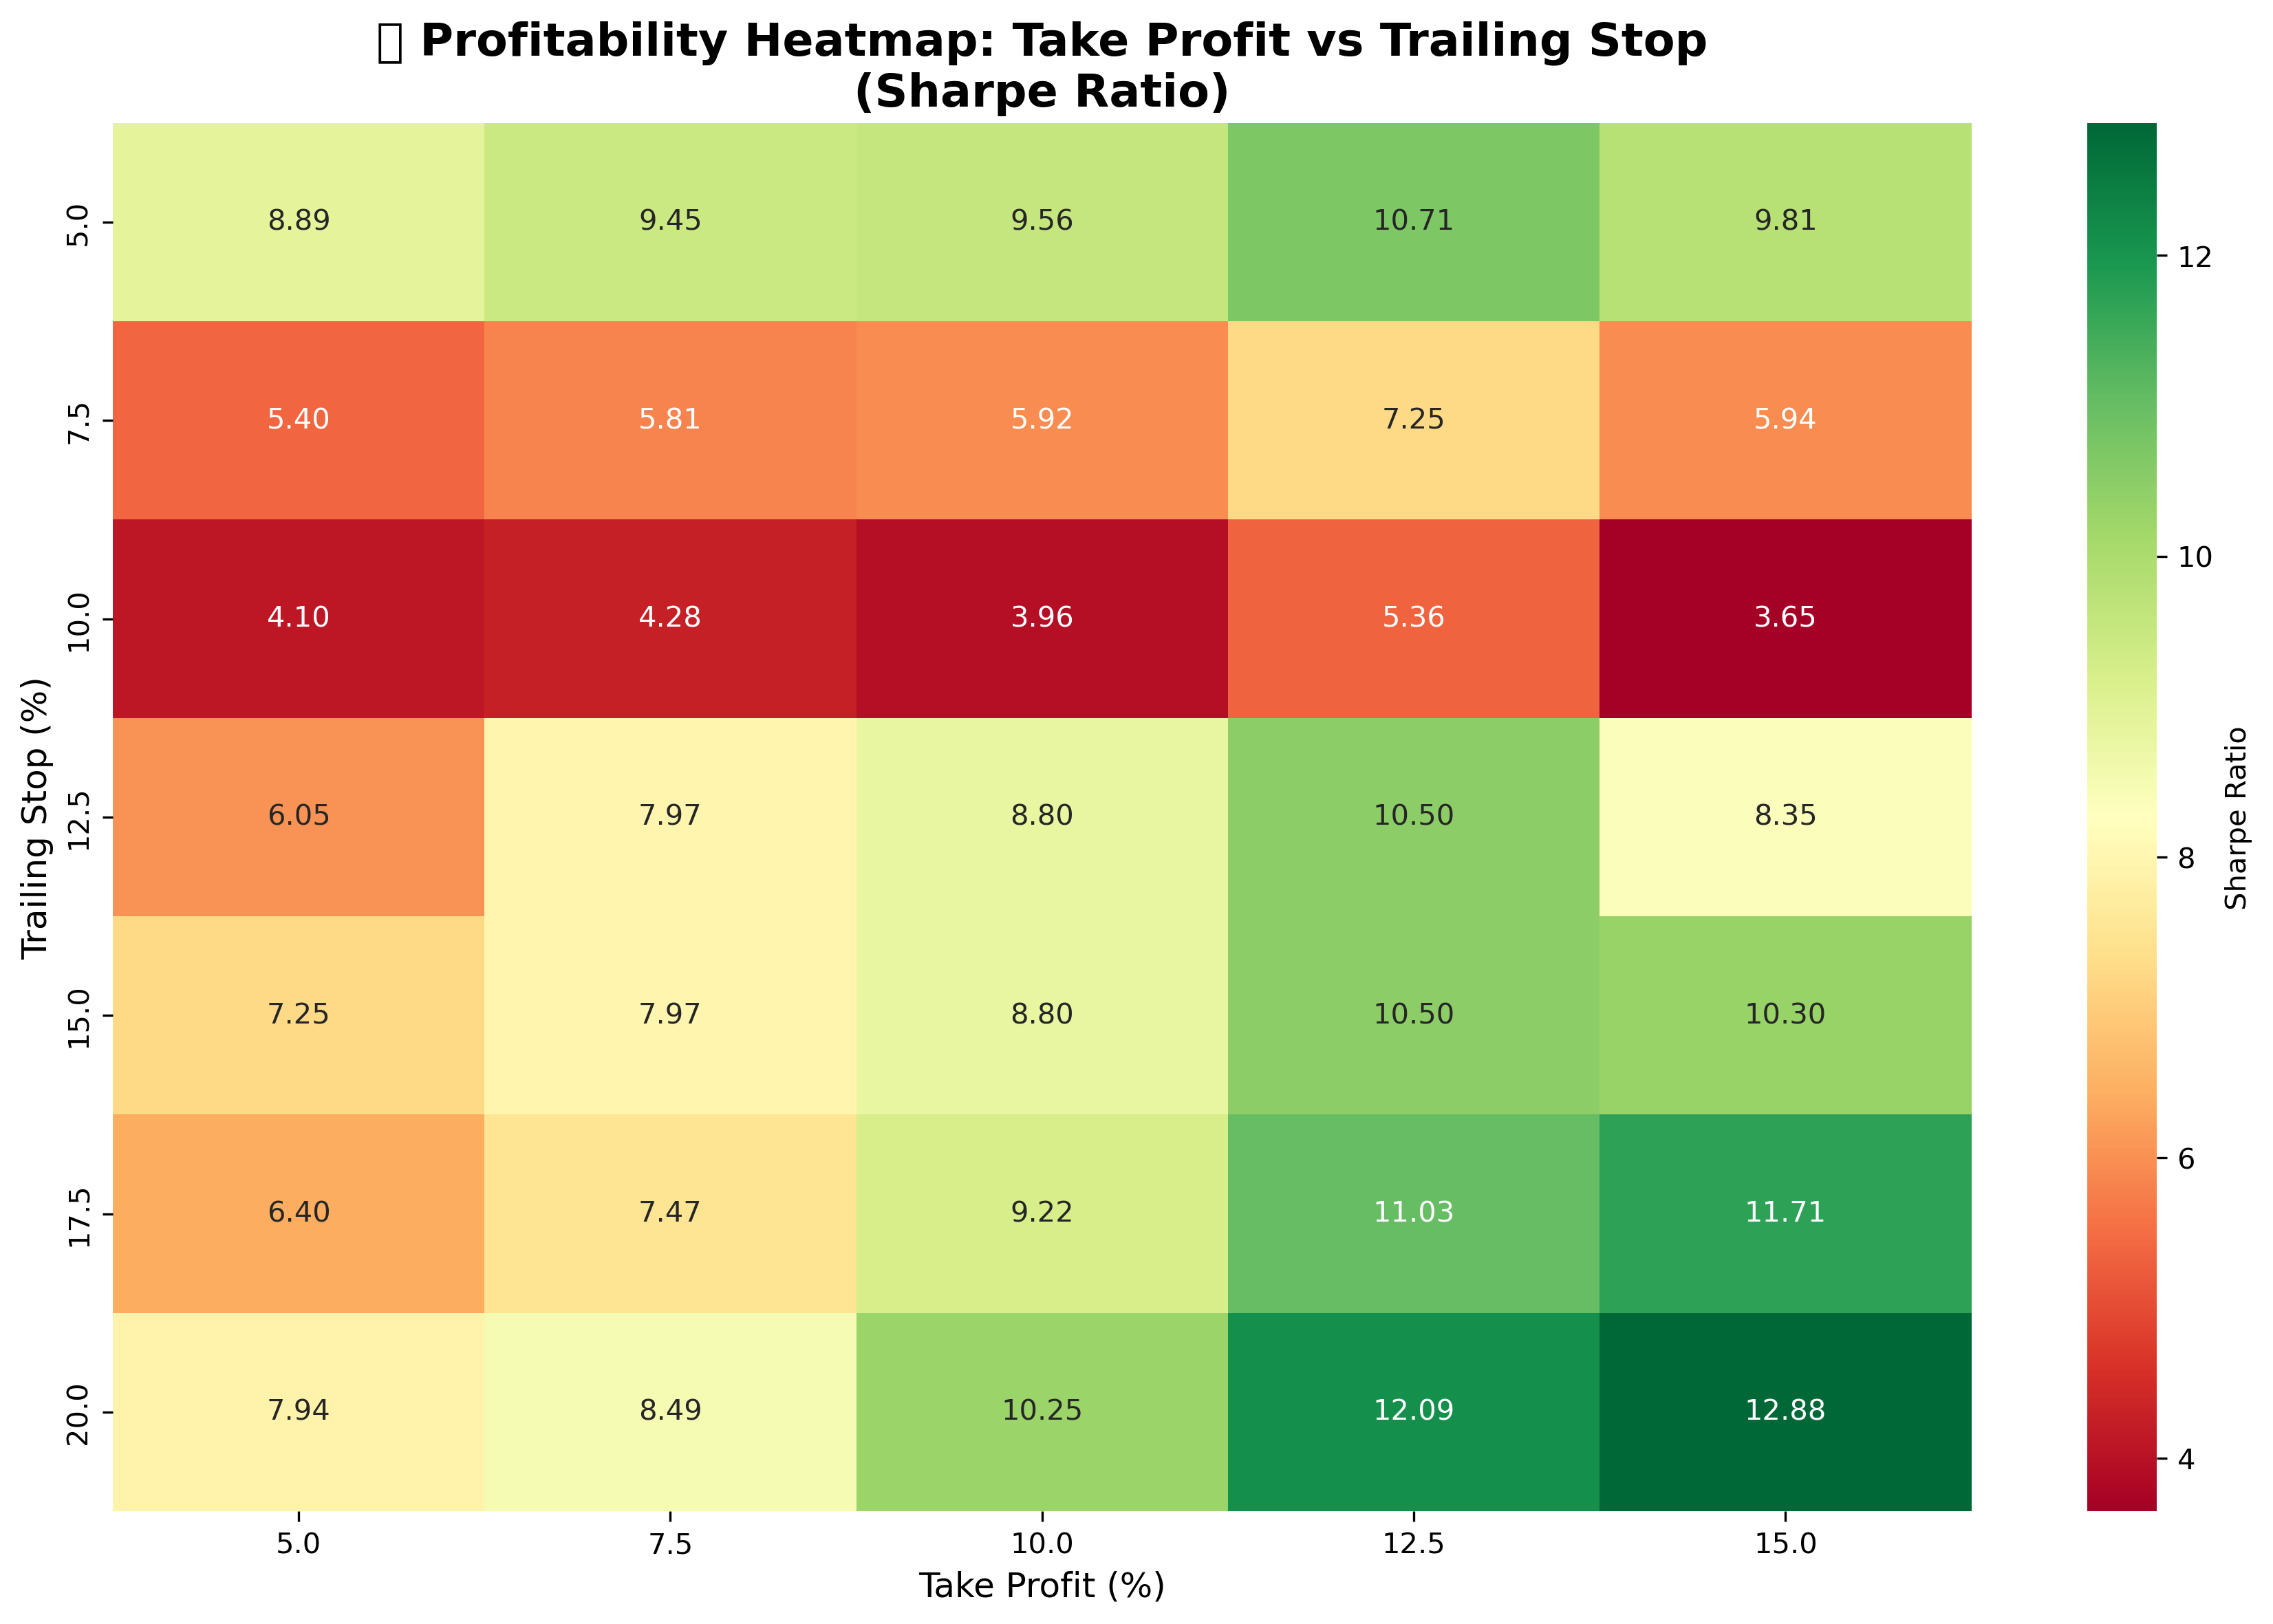 Profitability Heatmap: Take Profit vs Trailing Stop
(Sharpe Ratio)
Trailing Stop (%)
5.0 8.89 9.45 9.56 10.71 9.81
7.5 5.40 5.81 5.92 7.25 5.94
10.0 4.10 4.28 3.96 5.36 3.65
12.5 6.05 7.97 8.80 10.50 8.35
15.0 7.25 7.97 8.80 10.50 10.30
17.5 6.40 7.47 9.22 11.03 11.71
20.0 7.94 8.49 10.25 12.09 12.88
5.0 7.5 10.0 12.5 15.0
Take Profit (%)
12
10
8
6
4
Sharpe Ratio